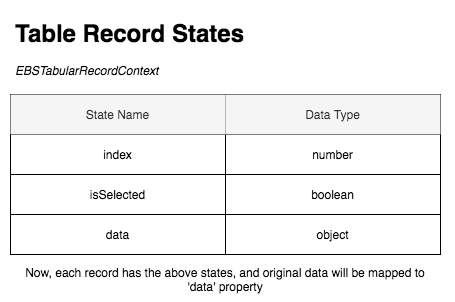 Table Record States
EBSTabularRecordContext
State Name Data Type
index number
isSelected boolean
data object
Now, each record has the above states, and original data will be mapped to
'data' property